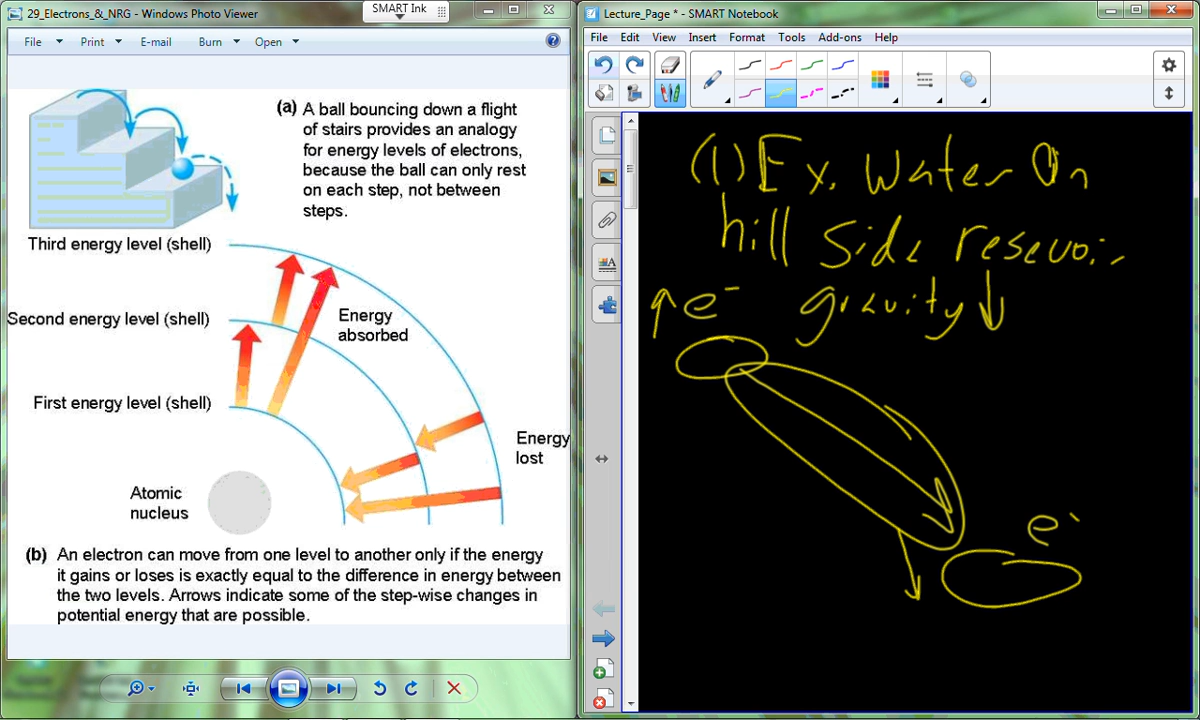 29_Electrons_&_NRG - Windows Photo Viewer
SMART Ink
File Print E-mail Burn Open
(a) A ball bouncing down a flight
of stairs provides an analogy
for energy levels of electrons,
because the ball can only rest
on each step, not between
steps.
Third energy level (shell)
Second energy level (shell)
Energy
absorbed
First energy level (shell)
Energy
lost
Atomic
nucleus
(b) An electron can move from one level to another only if the energy
it gains or loses is exactly equal to the difference in energy between
the two levels. Arrows indicate some of the step-wise changes in
potential energy that are possible.
Lecture_Page * - SMART Notebook
File Edit View Insert Format Tools Add-ons Help
(1) Ex. Water On
hill side resevoir
↑ e⁻ gravity ↓
e⁻